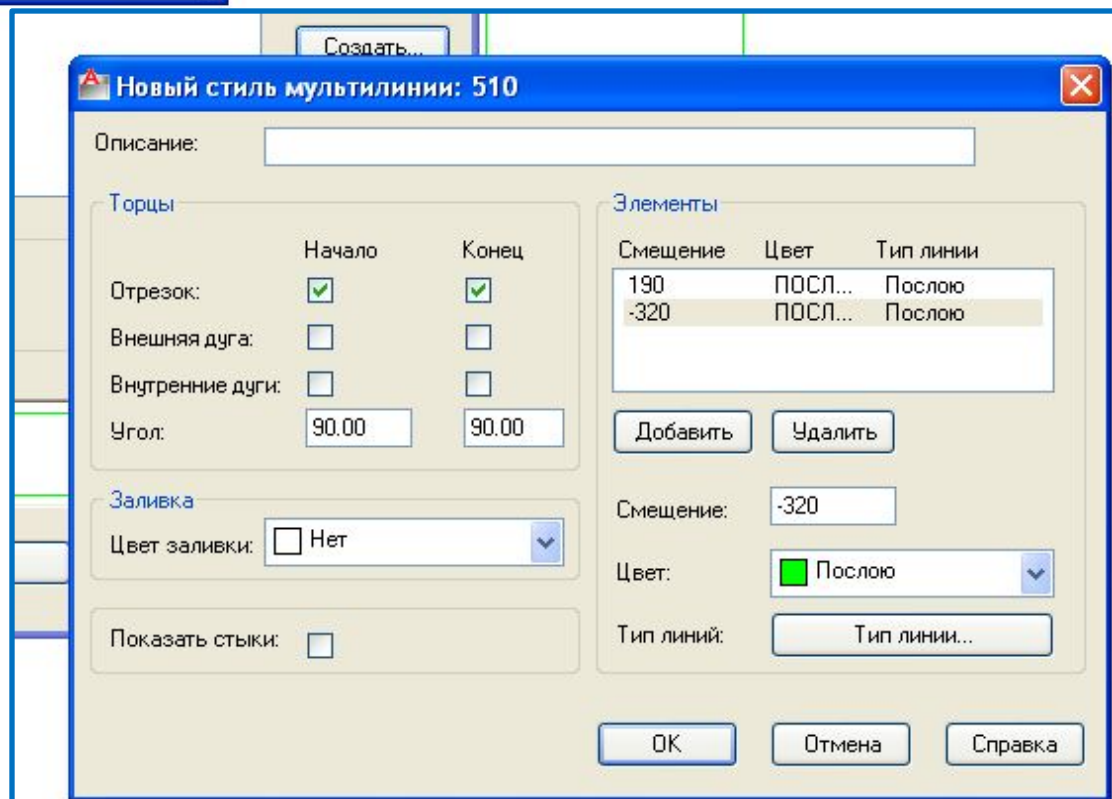 Создать...
Новый стиль мультилинии: 510
Описание:
Торцы
Начало Конец
Отрезок:
Внешняя дуга:
Внутренние дуги:
Угол: 90.00 90.00
Заливка
Цвет заливки: Нет
Показать стыки:
Элементы
Смещение Цвет Тип линии
190 ПОСЛ... Послою
-320 ПОСЛ... Послою
Добавить Удалить
Смещение: -320
Цвет: Послою
Тип линий: Тип линии...
ОК Отмена Справка